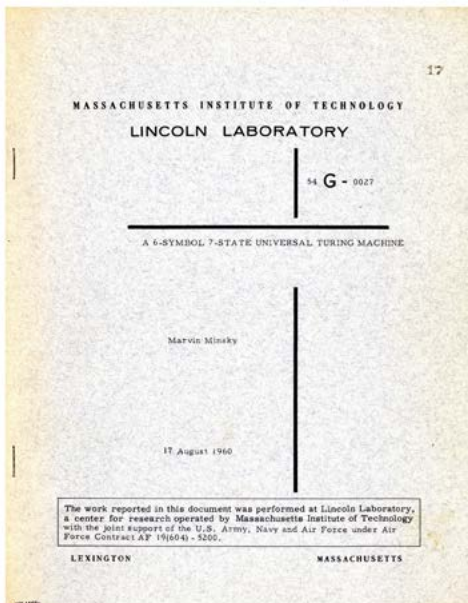 17
MASSACHUSETTS INSTITUTE OF TECHNOLOGY
LINCOLN LABORATORY
54 G - 0027
A 6-SYMBOL 7-STATE UNIVERSAL TURING MACHINE
Marvin Minsky
17 August 1960
The work reported in this document was performed at Lincoln Laboratory,
a center for research operated by Massachusetts Institute of Technology
with the joint support of the U.S. Army, Navy and Air Force under Air
Force Contract AF 19(604) - 5200.
LEXINGTON MASSACHUSETTS